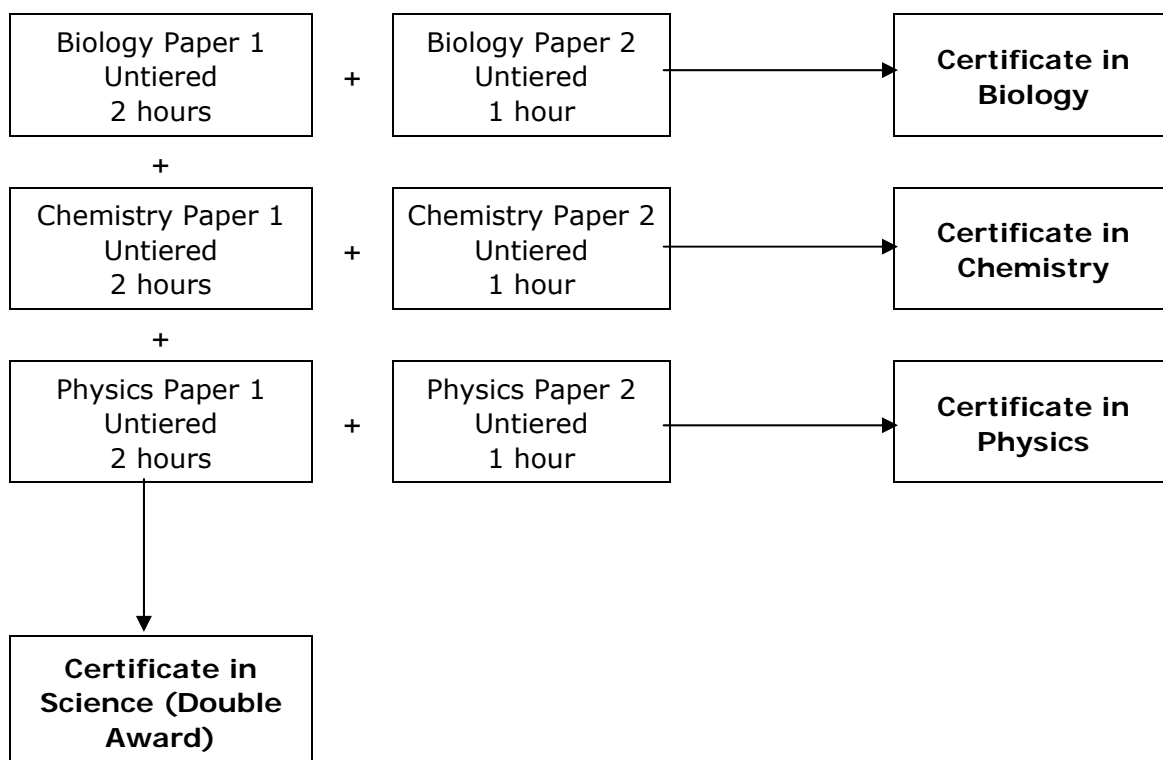 Biology Paper 1
Untiered
2 hours
+
Biology Paper 2
Untiered
1 hour
Certificate in
Biology
+
Chemistry Paper 1
Untiered
2 hours
+
Chemistry Paper 2
Untiered
1 hour
Certificate in
Chemistry
+
Physics Paper 1
Untiered
2 hours
+
Physics Paper 2
Untiered
1 hour
Certificate in
Physics
Certificate in
Science (Double
Award)